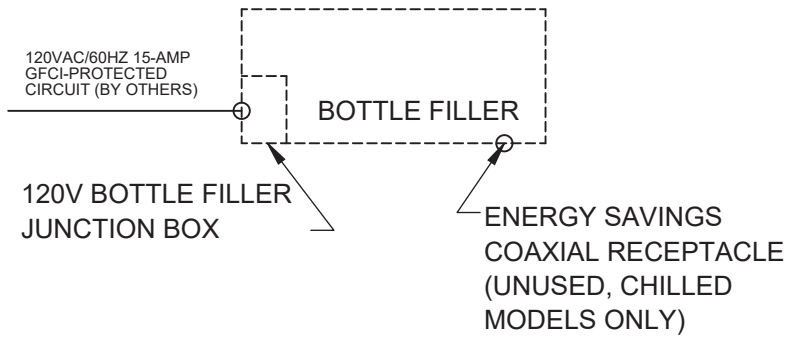 120VAC/60HZ 15-AMP
GFCI-PROTECTED
CIRCUIT (BY OTHERS)
BOTTLE FILLER
120V BOTTLE FILLER
JUNCTION BOX
ENERGY SAVINGS
COAXIAL RECEPTACLE
(UNUSED, CHILLED
MODELS ONLY)